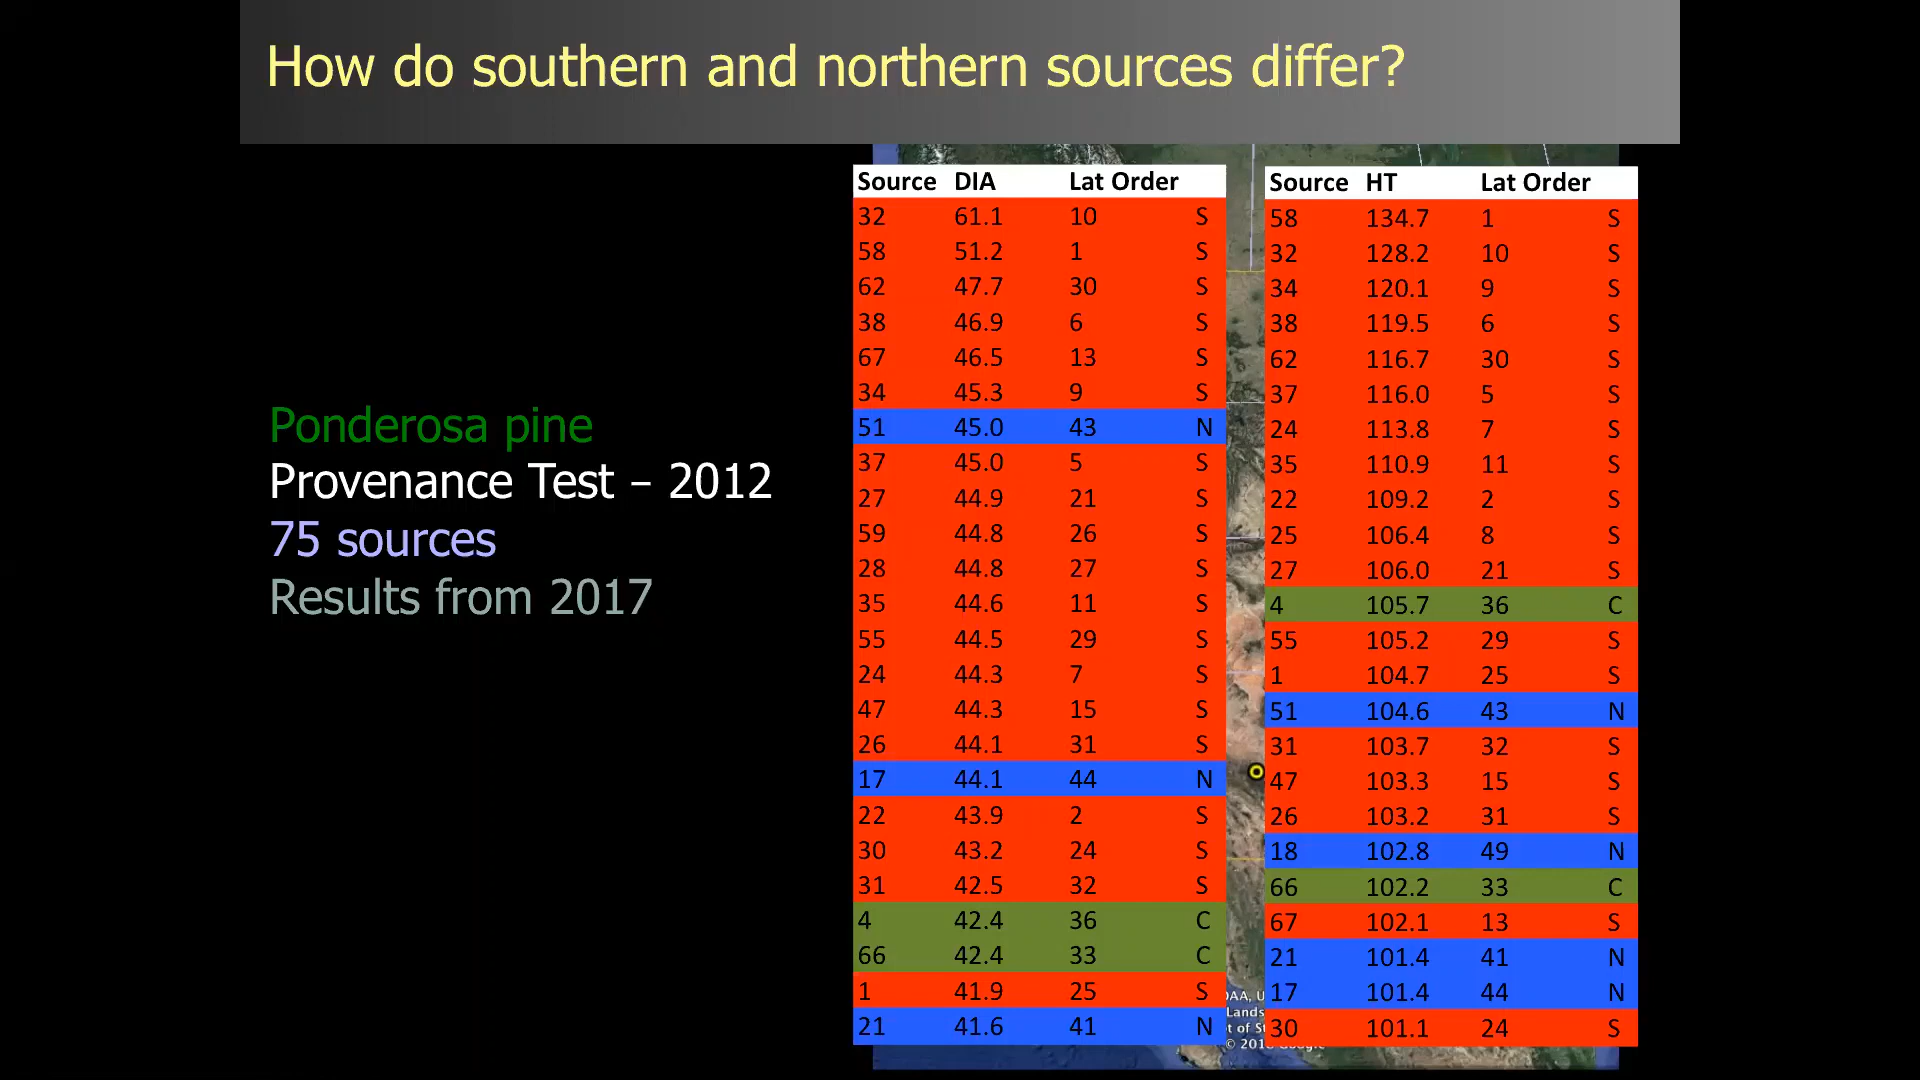 How do southern and northern sources differ?
Ponderosa pine
Provenance Test – 2012
75 sources
Results from 2017
Source DIA Lat Order
32 61.1 10 S
58 51.2 1 S
62 47.7 30 S
38 46.9 6 S
67 46.5 13 S
34 45.3 9 S
51 45.0 43 N
37 45.0 5 S
27 44.9 21 S
59 44.8 26 S
28 44.8 27 S
35 44.6 11 S
55 44.5 29 S
24 44.3 7 S
47 44.3 15 S
26 44.1 31 S
17 44.1 44 N
22 43.9 2 S
30 43.2 24 S
31 42.5 32 S
4 42.4 36 C
66 42.4 33 C
1 41.9 25 S
21 41.6 41 N
Source HT Lat Order
58 134.7 1 S
32 128.2 10 S
34 120.1 9 S
38 119.5 6 S
62 116.7 30 S
37 116.0 5 S
24 113.8 7 S
35 110.9 11 S
22 109.2 2 S
25 106.4 8 S
27 106.0 21 S
4 105.7 36 C
55 105.2 29 S
1 104.7 25 S
51 104.6 43 N
31 103.7 32 S
47 103.3 15 S
26 103.2 31 S
18 102.8 49 N
66 102.2 33 C
67 102.1 13 S
21 101.4 41 N
17 101.4 44 N
30 101.1 24 S